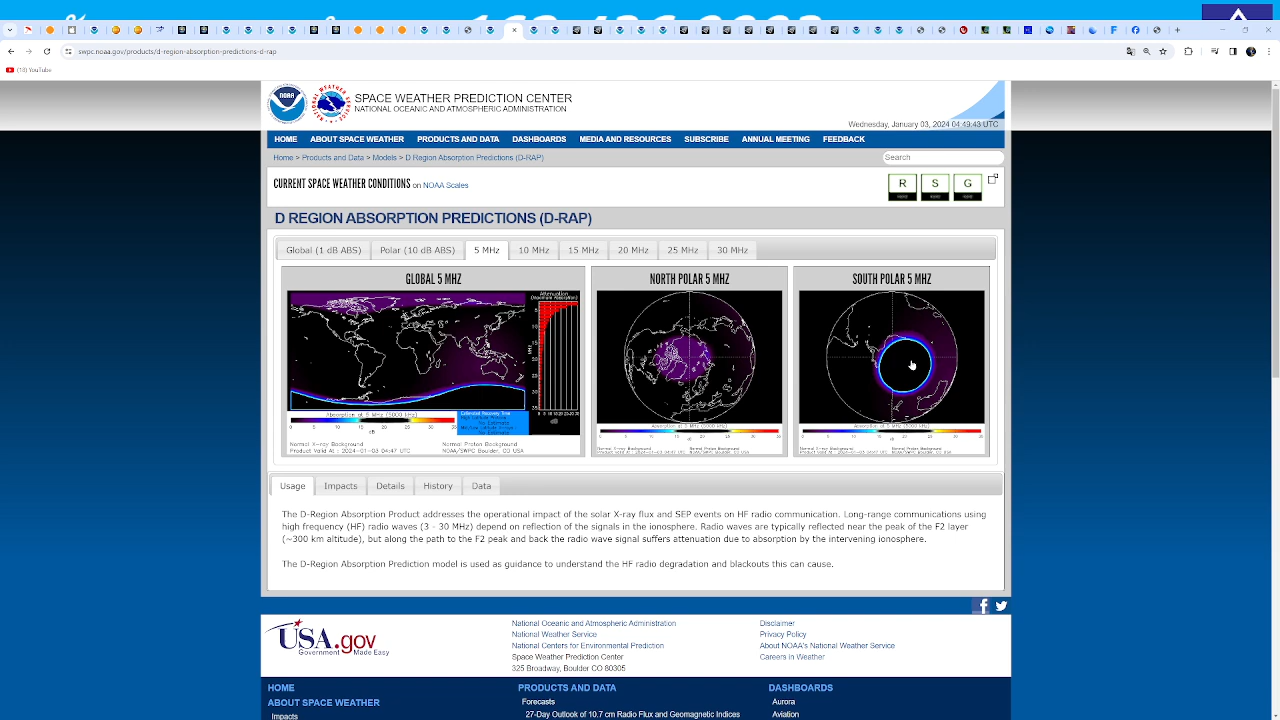 swpc.noaa.gov/products/d-region-absorption-predictions-d-rap
(18) YouTube
NOAA
SPACE WEATHER PREDICTION CENTER
NATIONAL OCEANIC AND ATMOSPHERIC ADMINISTRATION
Wednesday, January 03, 2024 04:49:43 UTC
HOME ABOUT SPACE WEATHER PRODUCTS AND DATA DASHBOARDS MEDIA AND RESOURCES SUBSCRIBE ANNUAL MEETING FEEDBACK
Home > Products and Data > Models > D Region Absorption Predictions (D-RAP)
Search
CURRENT SPACE WEATHER CONDITIONS on NOAA Scales
R S G
D REGION ABSORPTION PREDICTIONS (D-RAP)
Global (1 dB ABS) Polar (10 dB ABS) 5 MHz 10 MHz 15 MHz 20 MHz 25 MHz 30 MHz
GLOBAL 5 MHZ NORTH POLAR 5 MHZ SOUTH POLAR 5 MHZ
Absorption at 5 MHz (5000 kHz)
Normal X-ray Background Normal Proton Background
Product Valid At : 2024-01-03 04:47 UTC NOAA/SWPC Boulder, CO USA
Usage Impacts Details History Data
The D-Region Absorption Product addresses the operational impact of the solar X-ray flux and SEP events on HF radio communication. Long-range communications using
high frequency (HF) radio waves (3 - 30 MHz) depend on reflection of the signals in the ionosphere. Radio waves are typically reflected near the peak of the F2 layer
(~300 km altitude), but along the path to the F2 peak and back the radio wave signal suffers attenuation due to absorption by the intervening ionosphere.
The D-Region Absorption Prediction model is used as guidance to understand the HF radio degradation and blackouts this can cause.
USA.gov
Government Made Easy
National Oceanic and Atmospheric Administration
National Weather Service
National Centers for Environmental Prediction
Space Weather Prediction Center
325 Broadway, Boulder CO 80305
Disclaimer
Privacy Policy
About NOAA's National Weather Service
Careers in Weather
HOME
ABOUT SPACE WEATHER
Impacts
PRODUCTS AND DATA
Forecasts
27-Day Outlook of 10.7 cm Radio Flux and Geomagnetic Indices
DASHBOARDS
Aurora
Aviation